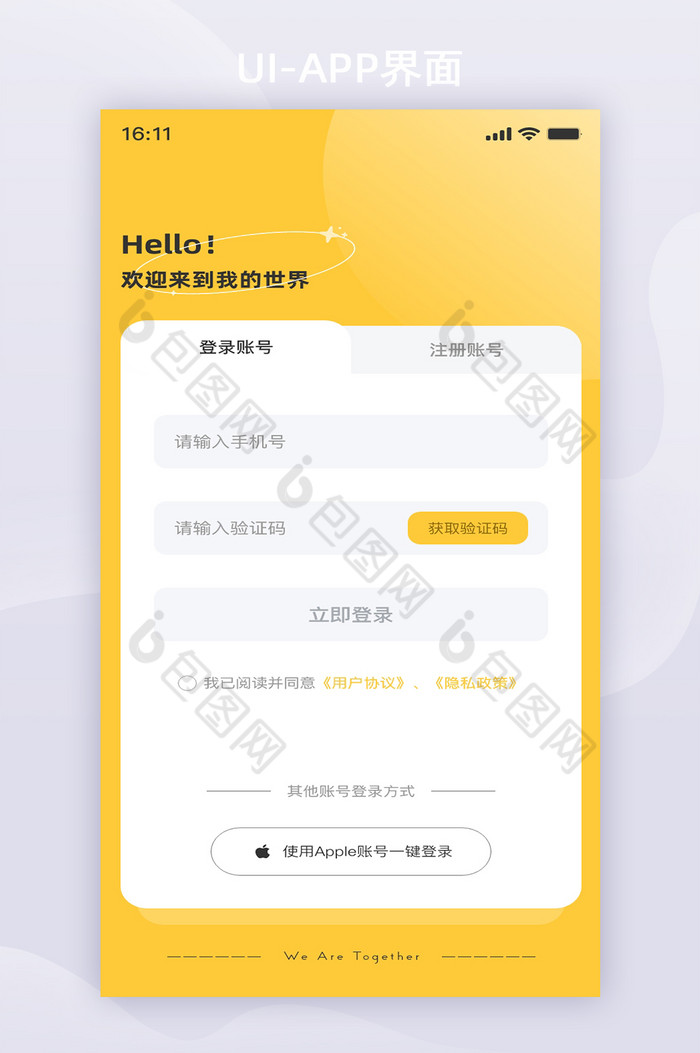 UI-APP界面
16:11
Hello!
欢迎来到我的世界
登录账号
注册账号
请输入手机号
请输入验证码
获取验证码
立即登录
我已阅读并同意《用户协议》、《隐私政策》
其他账号登录方式
使用Apple账号一键登录
We Are Together
包图网
包图网
包图网
包图网
包图网